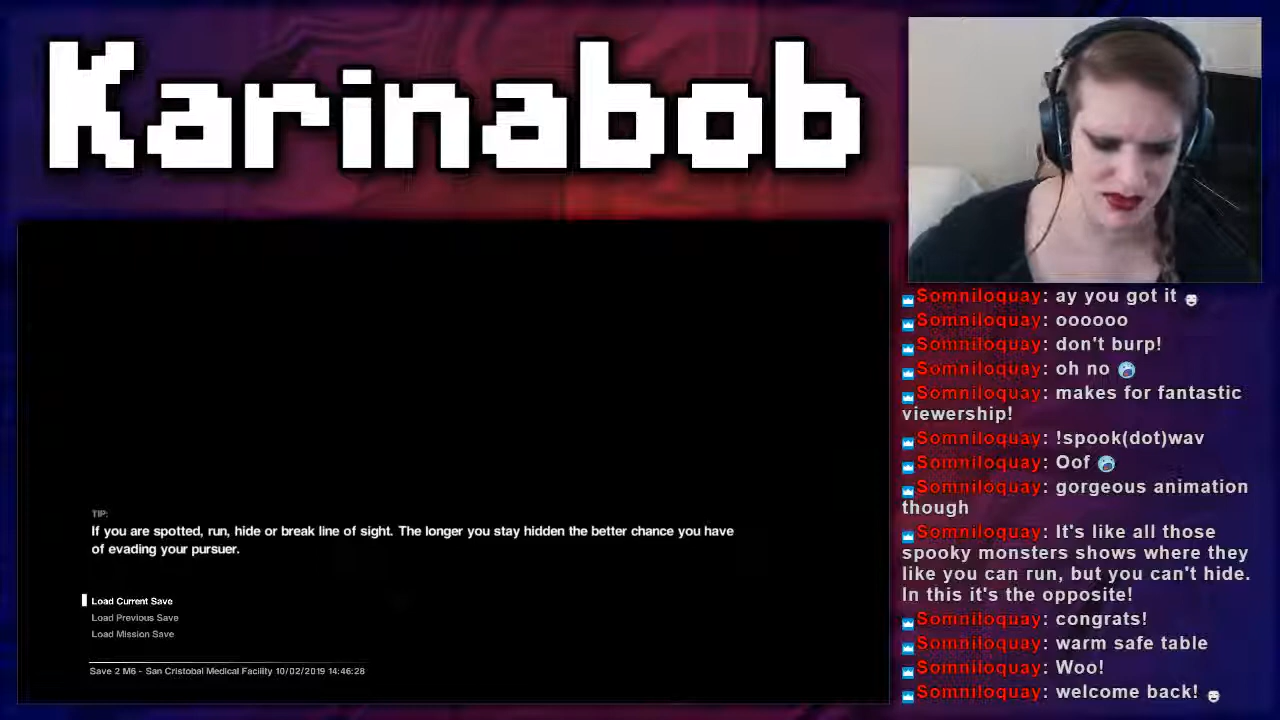 Karinabob
TIP:
If you are spotted, run, hide or break line of sight. The longer you stay hidden the better chance you have
of evading your pursuer.
Load Current Save
Load Previous Save
Load Mission Save
Save 2 M6 - San Cristobal Medical Facility 10/02/2019 14:46:28
Somniloquay: ay you got it
Somniloquay: oooooo
Somniloquay: don't burp!
Somniloquay: oh no
Somniloquay: makes for fantastic
viewership!
Somniloquay: !spook(dot)wav
Somniloquay: Oof
Somniloquay: gorgeous animation
though
Somniloquay: It's like all those
spooky monsters shows where they
like you can run, but you can't hide.
In this it's the opposite!
Somniloquay: congrats!
Somniloquay: warm safe table
Somniloquay: Woo!
Somniloquay: welcome back!